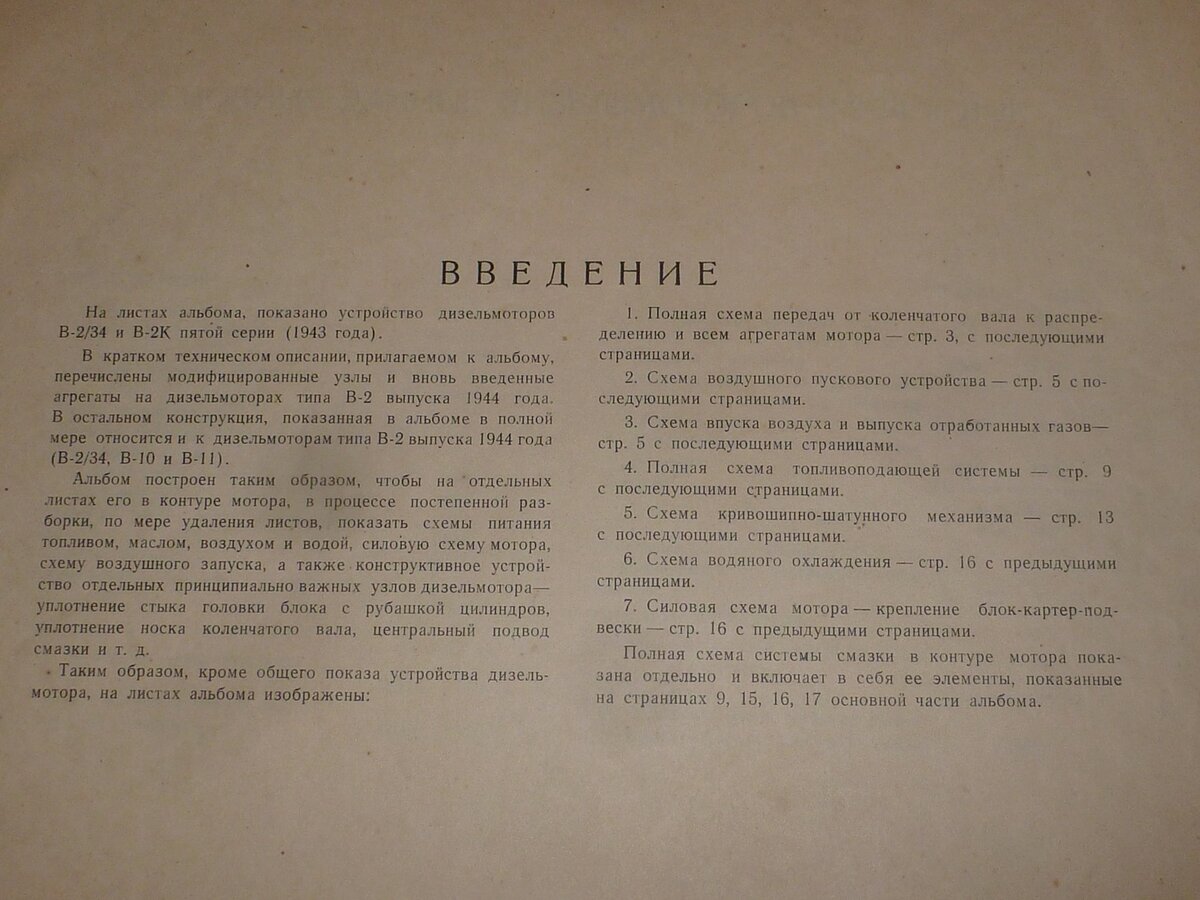 ВВЕДЕНИЕ
На листах альбома, показано устройство дизельмоторов
В-2/34 и В-2К пятой серии (1943 года).
В кратком техническом описании, прилагаемом к альбому,
перечислены модифицированные узлы и вновь введенные
агрегаты на дизельмоторах типа В-2 выпуска 1944 года.
В остальном конструкция, показанная в альбоме в полной
мере относится и к дизельмоторам типа В-2 выпуска 1944 года
(В-2/34, В-10 и В-11).
Альбом построен таким образом, чтобы на отдельных
листах его в контуре мотора, в процессе постепенной раз-
борки, по мере удаления листов, показать схемы питания
топливом, маслом, воздухом и водой, силовую схему мотора,
схему воздушного запуска, а также конструктивное устрой-
ство отдельных принципиально важных узлов дизельмотора—
уплотнение стыка головки блока с рубашкой цилиндров,
уплотнение носка коленчатого вала, центральный подвод
смазки и т. д.
Таким образом, кроме общего показа устройства дизель-
мотора, на листах альбома изображены:
1. Полная схема передач от коленчатого вала к распре-
делению и всем агрегатам мотора — стр. 3, с последующими
страницами.
2. Схема воздушного пускового устройства — стр. 5 с по-
следующими страницами.
3. Схема впуска воздуха и выпуска отработанных газов—
стр. 5 с последующими страницами.
4. Полная схема топливоподающей системы — стр. 9
с последующими страницами.
5. Схема кривошипно-шатунного механизма — стр. 13
с последующими страницами.
6. Схема водяного охлаждения — стр. 16 с предыдущими
страницами.
7. Силовая схема мотора — крепление блок-картер-под-
вески — стр. 16 с предыдущими страницами.
Полная схема системы смазки в контуре мотора пока-
зана отдельно и включает в себя ее элементы, показанные
на страницах 9, 15, 16, 17 основной части альбома.